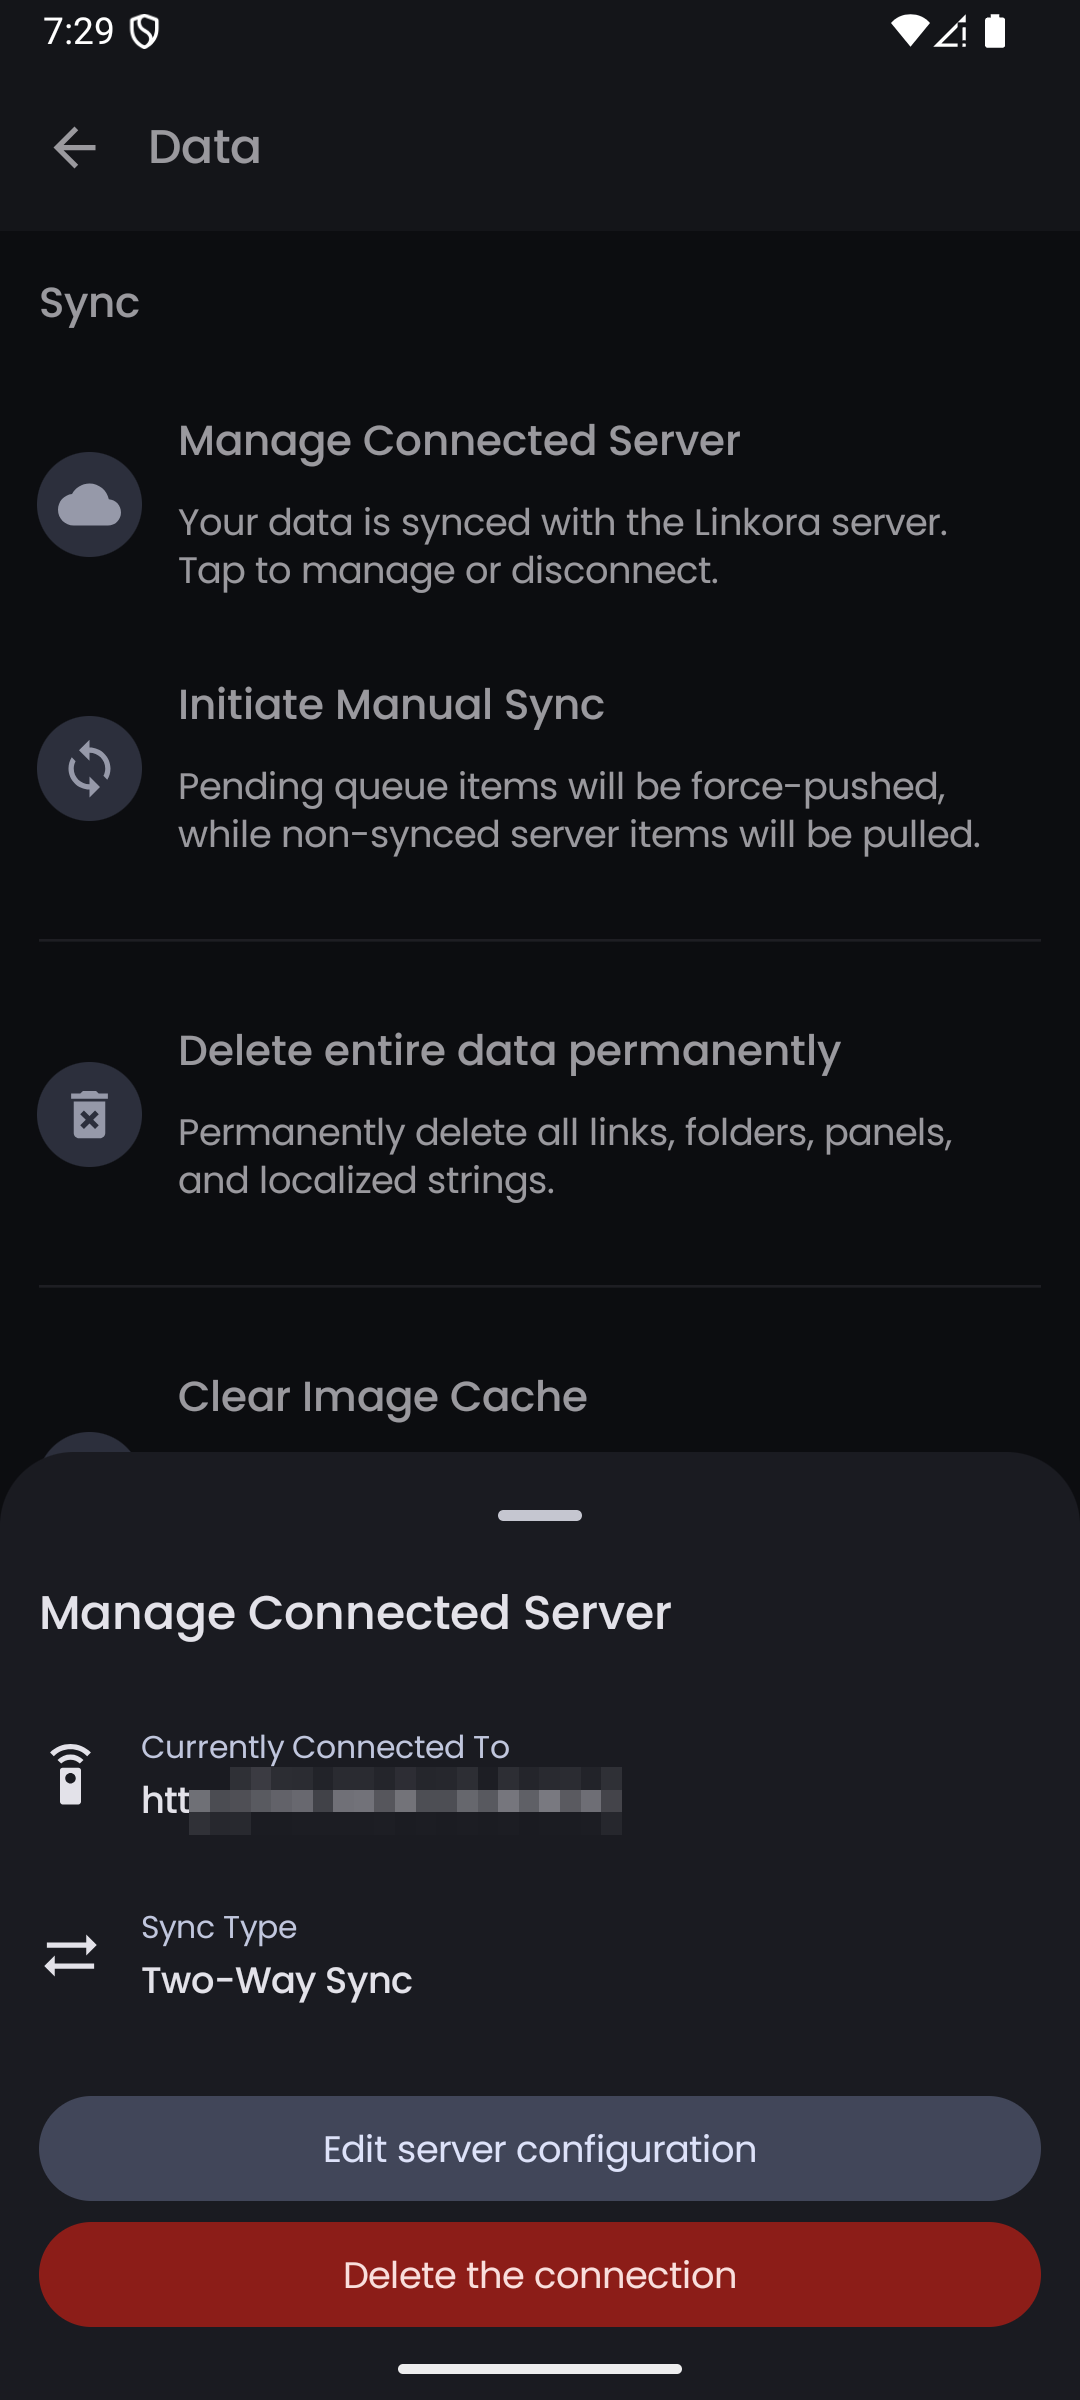 7:29
Data
Sync
Manage Connected Server
Your data is synced with the Linkora server.
Tap to manage or disconnect.
Initiate Manual Sync
Pending queue items will be force-pushed,
while non-synced server items will be pulled.
Delete entire data permanently
Permanently delete all links, folders, panels,
and localized strings.
Clear Image Cache
Manage Connected Server
Currently Connected To
htt
Sync Type
Two-Way Sync
Edit server configuration
Delete the connection